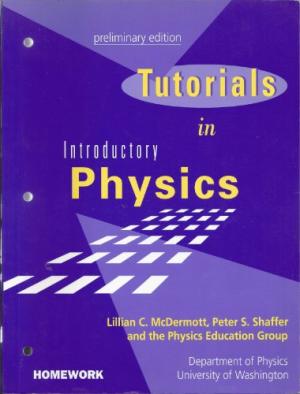 preliminary edition
Tutorials
in
Introductory
Physics
Lillian C. McDermott, Peter S. Shaffer
and the Physics Education Group
Department of Physics
University of Washington
HOMEWORK